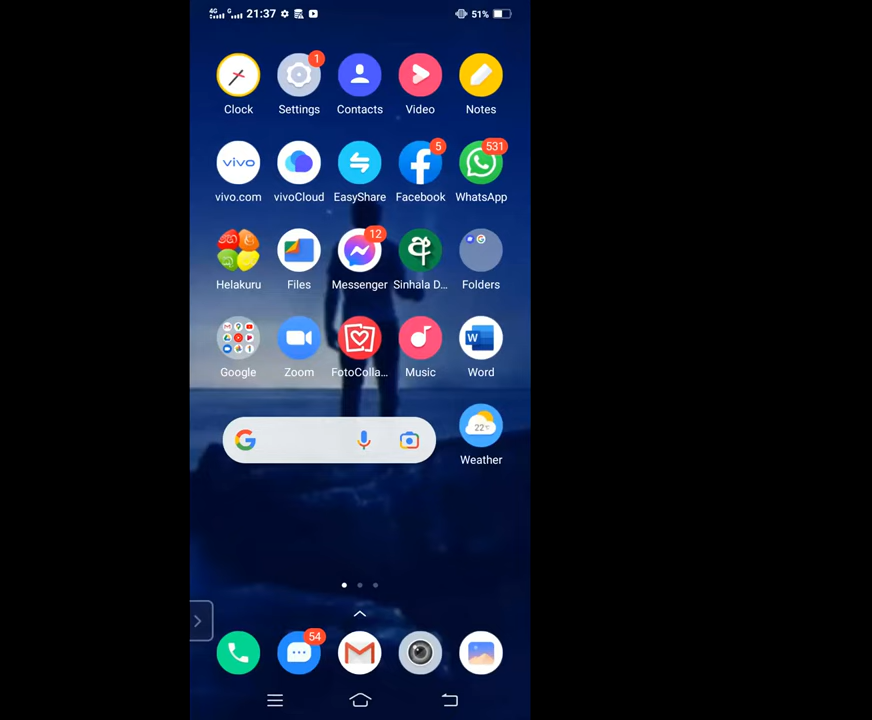 4G G 21:37 51%
1
Clock Settings Contacts Video Notes
vivo 5 531
vivo.com vivoCloud EasyShare Facebook WhatsApp
12 අ
Helakuru Files Messenger Sinhala D... Folders
W
Google Zoom FotoColla... Music Word
G 22°
Weather
54